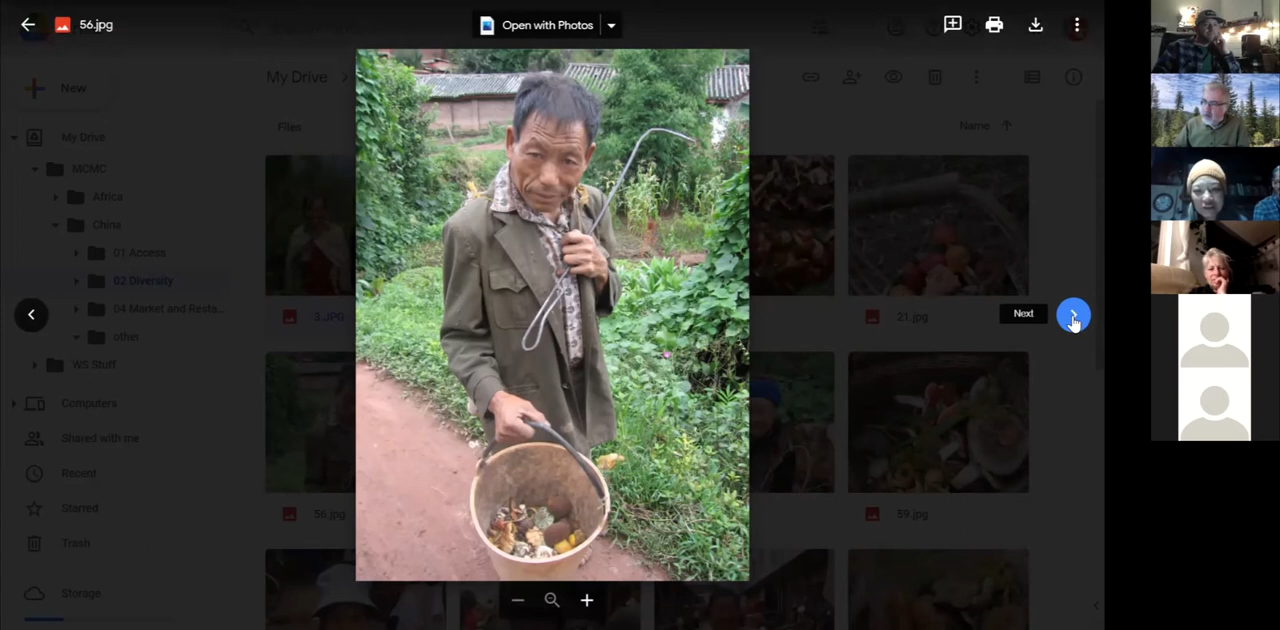 56.jpg
Open with Photos
New
My Drive
Files
Name
My Drive
MCMC
Africa
China
01 Access
02 Diversity
04 Market and Resta...
other
WS Stuff
Computers
Shared with me
Recent
Starred
Trash
Storage
3.JPG
21.jpg
Next
56.jpg
59.jpg